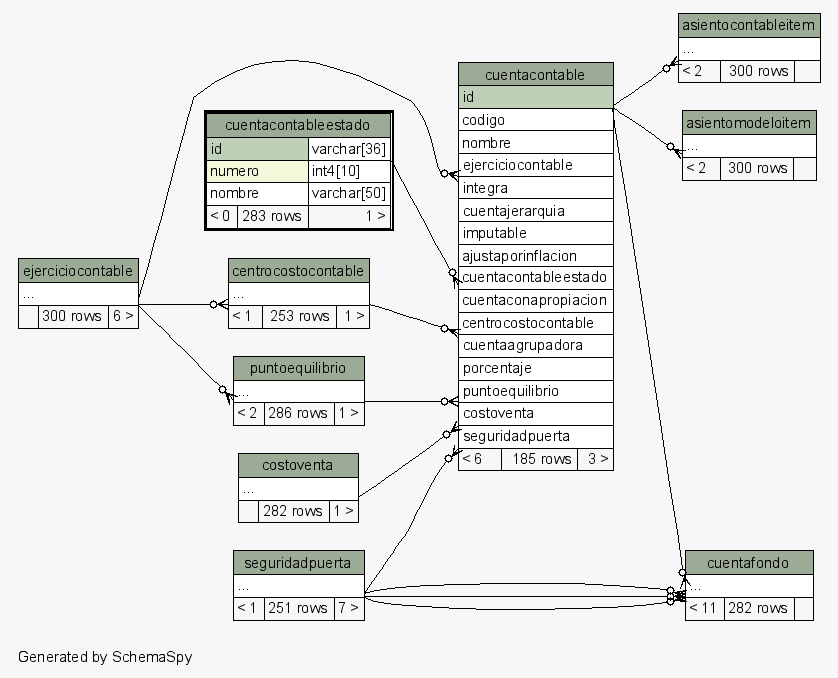 asientocontableitem
...
< 2 300 rows
cuentacontable
id
codigo
nombre
ejerciciocontable
integra
cuentajerarquia
imputable
ajustaporinflacion
cuentacontableestado
cuentaconapropiacion
centrocostocontable
cuentaagrupadora
porcentaje
puntoequilibrio
costoventa
seguridadpuerta
< 6 185 rows 3 >
asientomodeloitem
...
< 2 300 rows
cuentacontableestado
id varchar[36]
numero int4[10]
nombre varchar[50]
< 0 283 rows 1 >
ejerciciocontable
...
300 rows 6 >
centrocostocontable
...
< 1 253 rows 1 >
puntoequilibrio
...
< 2 286 rows 1 >
costoventa
...
282 rows 1 >
seguridadpuerta
...
< 1 251 rows 7 >
cuentafondo
...
< 11 282 rows
Generated by SchemaSpy